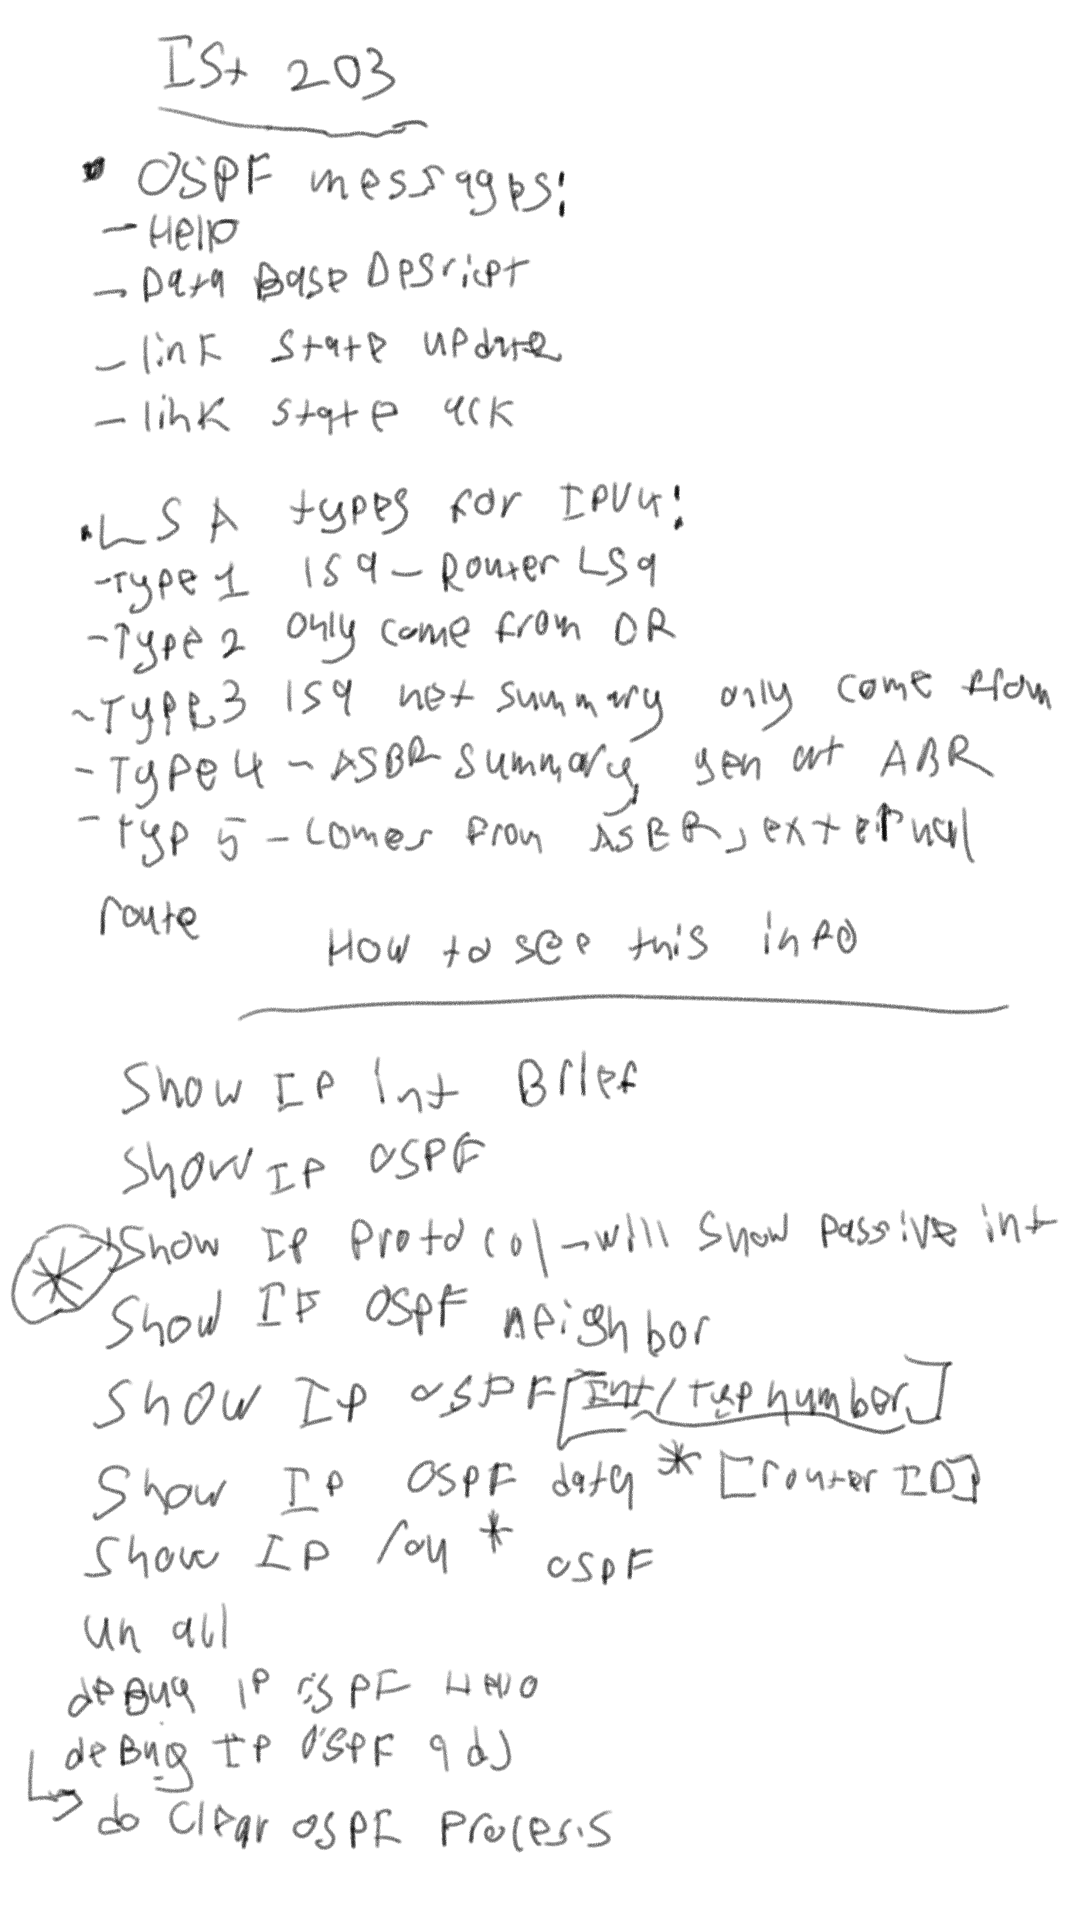 ISt 203
• OSPF messages:
- Hello
- Data Base Desript
- link state update
- link state ack
• LSA types for IPv4:
- Type 1 lsa - Router LSa
- Type 2 only come from DR
- Type 3 lsa net summary only come from
- Type 4 - ASBR summary, gen at ABR
- Typ 5 - comes from ASBR, external
route
How to see this info
Show IP int Brief
Show IP OSPF
* Show IP Protocol - will show passive int
Show IP OSPF neighbor
Show IP OSPF [Int/typ number]
Show IP OSPF data * [router ID]
Show IP rou * OSPF
un all
debug IP OSPF Hello
debug IP OSPF adj
↳ do clear OSPF process